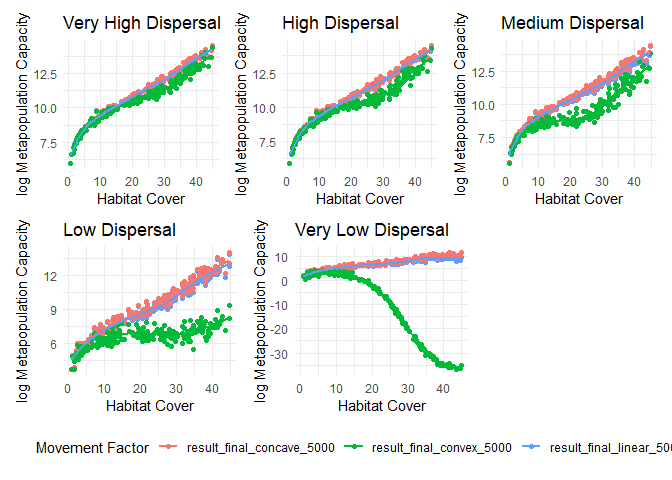 Very High Dispersal
log Metapopulation Capacity
12.5
10.0
7.5
0 10 20 30 40
Habitat Cover
High Dispersal
log Metapopulation Capacity
12.5
10.0
7.5
0 10 20 30 40
Habitat Cover
Medium Dispersal
log Metapopulation Capacity
12.5
10.0
7.5
0 10 20 30 40
Habitat Cover
Low Dispersal
log Metapopulation Capacity
12
9
6
0 10 20 30 40
Habitat Cover
Very Low Dispersal
log Metapopulation Capacity
10
0
-10
-20
-30
0 10 20 30 40
Habitat Cover
Movement Factor result_final_concave_5000 result_final_convex_5000 result_final_linear_500